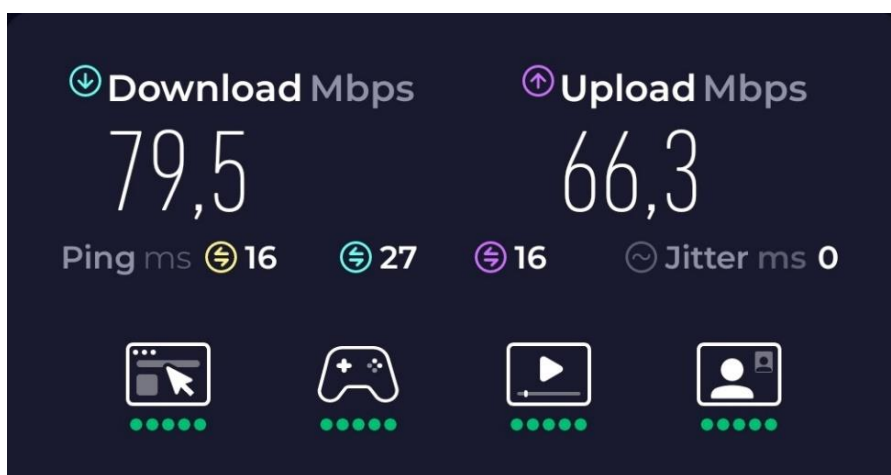 Download Mbps
79,5
Upload Mbps
66,3
Ping ms 16 27 16 Jitter ms 0